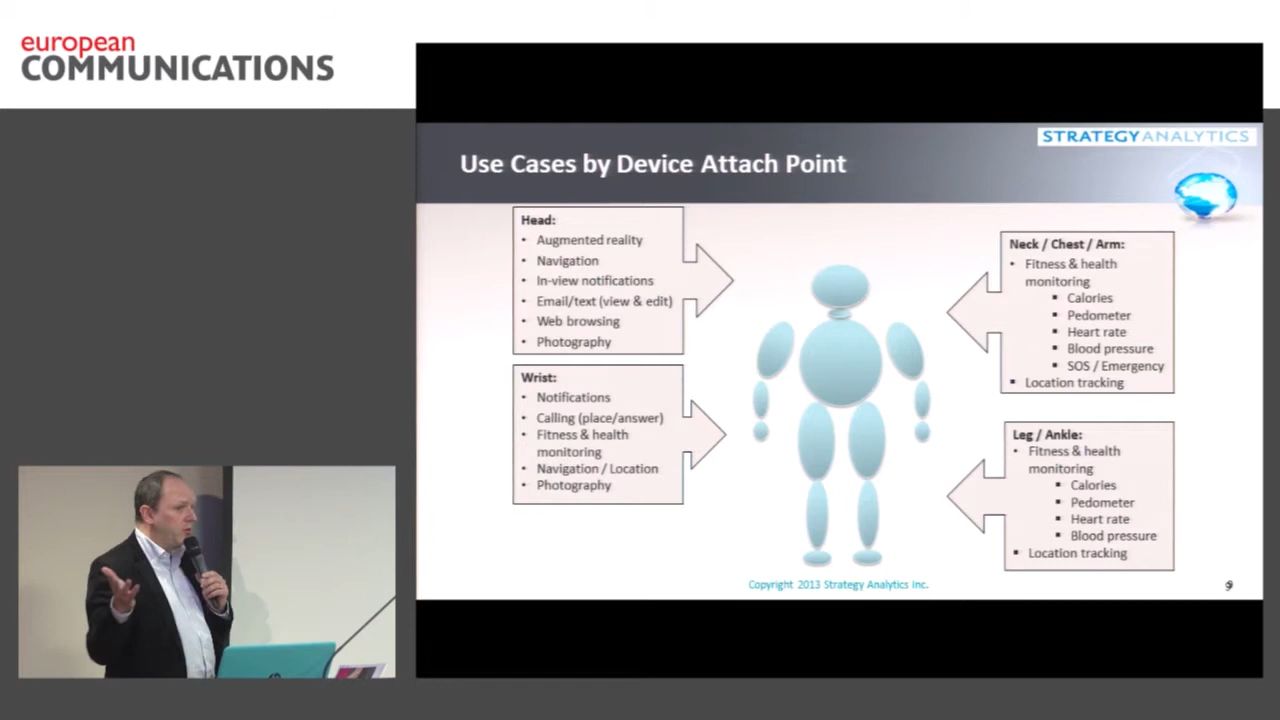 european
COMMUNICATIONS
STRATEGYANALYTICS
Use Cases by Device Attach Point
Head:
• Augmented reality
• Navigation
• In-view notifications
• Email/text (view & edit)
• Web browsing
• Photography
Wrist:
• Notifications
• Calling (place/answer)
• Fitness & health
monitoring
• Navigation / Location
• Photography
Neck / Chest / Arm:
• Fitness & health
monitoring
▪ Calories
▪ Pedometer
▪ Heart rate
▪ Blood pressure
▪ SOS / Emergency
▪ Location tracking
Leg / Ankle:
• Fitness & health
monitoring
▪ Calories
▪ Pedometer
▪ Heart rate
▪ Blood pressure
▪ Location tracking
Copyright 2013 Strategy Analytics Inc.
9